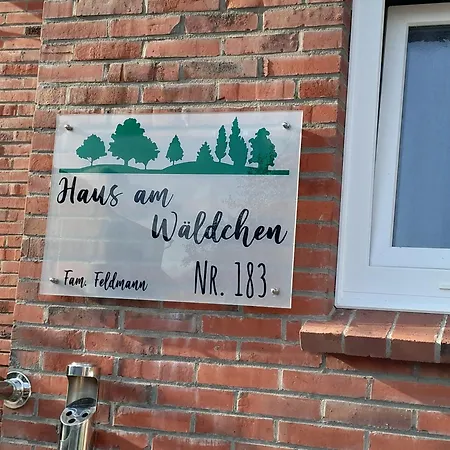 Haus am
Wäldchen
Fam. Feldmann
NR. 183